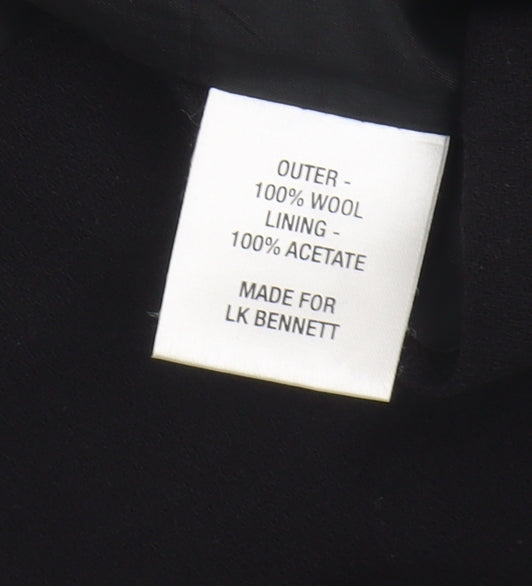 OUTER -
100% WOOL
LINING -
100% ACETATE
MADE FOR
LK BENNETT